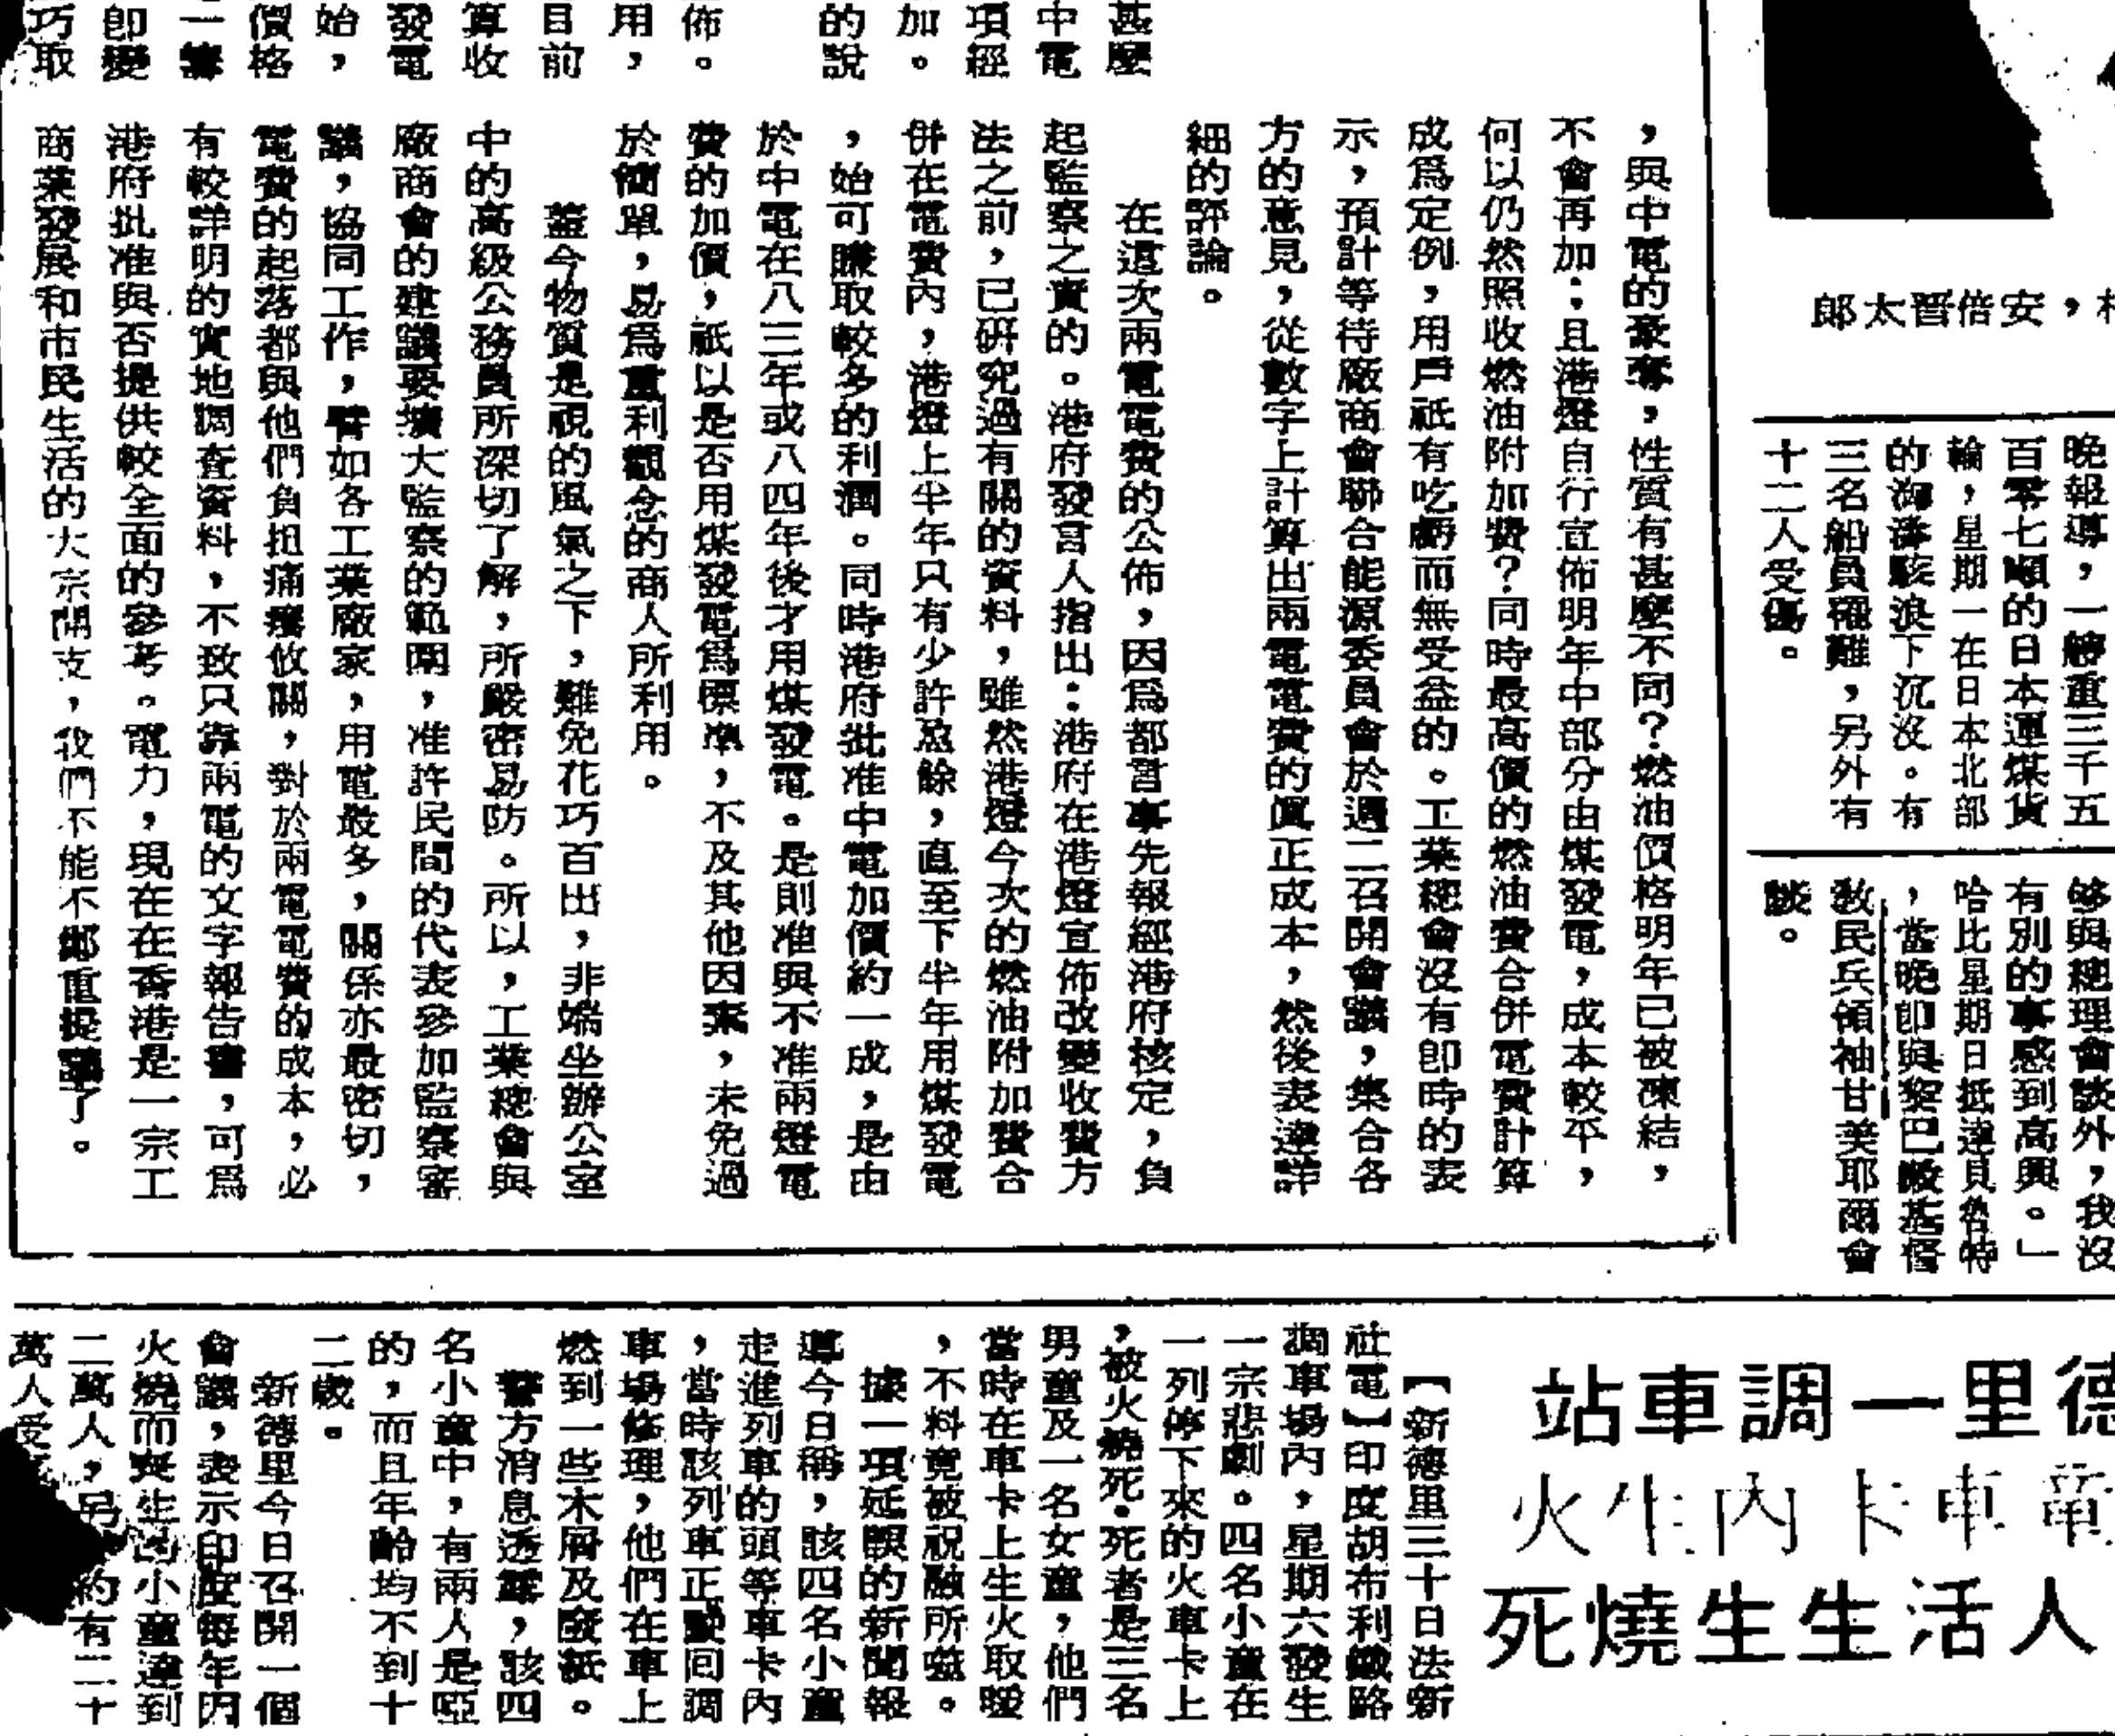 ，安倍晉太郎
晚報導，一艘重三千五
百零七噸的日本運煤貨
輪，星期一在日本北部
的海港駭浪下沉沒。有
三名船員罹難，另外有
十二人受傷。
够與總理會談外，我沒
有別的事感到高興。」
哈比星期日抵達貝魯特
，當晚即與黎巴嫩基督
教民兵領袖甘美耶爾會
談。
甚麼
中電
項經
加。
的說
佈。
用，
目前
算收
發電
始，
價格
一籌
即變
巧取
，與中電的豪奪，性質有甚麼不同？燃油價格明年已被凍結，
不會再加；且港燈自行宣佈明年中部分由煤發電，成本較平，
何以仍然照收燃油附加費？同時最高價的燃油費合併電費計算
成爲定例，用戶祇有吃虧而無受益的。工業總會沒有即時的表
示，預計等待廠商會聯合能源委員會於週二召開會議，集合各
方的意見，從數字上計算出兩電電費的眞正成本，然後表達詳
細的評論。
在這次兩電電費的公佈，因爲都曾事先報經港府核定，負
起監察之責的。港府發言人指出：港府在港燈宣佈改變收費方
法之前，已研究過有關的資料，雖然港燈今次的燃油附加費合
併在電費內，港燈上半年只有少許盈餘，直至下半年用煤發電
，始可賺取較多的利潤。同時港府批准中電加價約一成，是由
於中電在八三年或八四年後才用煤發電。是則准與不准兩燈電
費的加價，祇以是否用煤發電爲標準，不及其他因素，未免過
於簡單，易爲重利觀念的商人所利用。
蓋今物質是覗的風氣之下，難免花巧百出，非端坐辦公室
中的高級公務員所深切了解，所嚴密易防。所以，工業總會與
廠商會的建議要擴大監察的範圍，准許民間的代表參加監察審
議，協同工作，譬如各工業廠家，用電最多，關係亦最密切，
電費的起落都與他們負担痛癢攸關，對於兩電電費的成本，必
有較詳明的實地調查資料，不致只靠兩電的文字報告書，可爲
港府批准與否提供較全面的參考。電力，現在在香港是一宗工
商業發展和市民生活的大宗開支，我們不能不鄭重提議了。
德里一調車站
童車卡內生火
人活生生燒死
【新德里三十日法新
社電】印度胡布利鐵路
調車場內，星期六發生
一宗悲劇。四名小童在
一列停下來的火車卡上
，被火燒死。死者是三名
男童及一名女童，他們
當時在車卡上生火取暖
，不料竟被祝融所噬。
據一項延誤的新聞報
導今日稱，該四名小童
走進列車的頭等車卡內
，當時該列車正駛回調
車場修理，他們在車上
燃到一些木屑及廢紙。
警方消息透露，該四
名小童中，有兩人是啞
的，而且年齡均不到十
二歲。
新德里今日召開一個
會議，表示印度每年因
火燒而喪生的小童達到
二萬人，另約有二十
萬人受